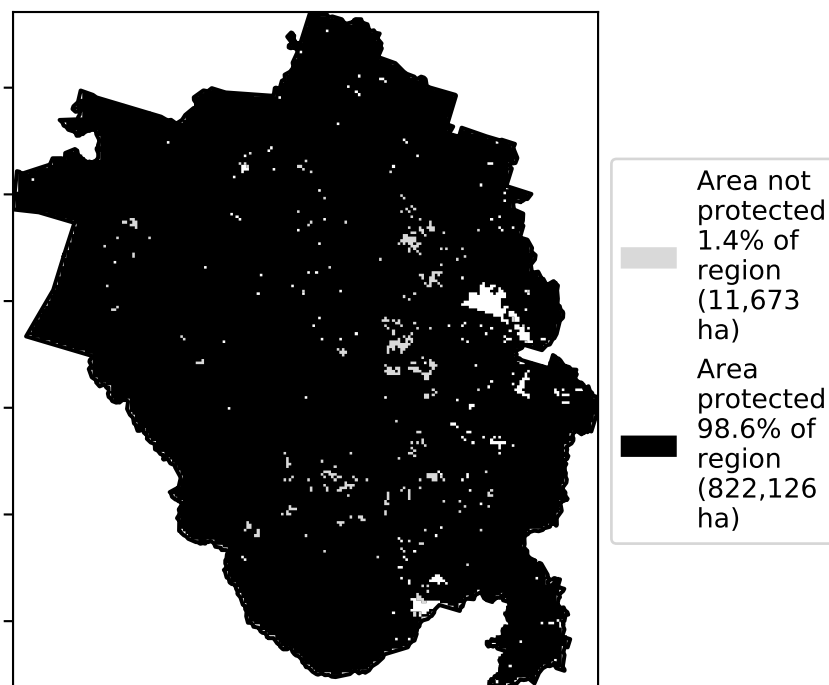 Area not
protected
1.4% of
region
(11,673
ha)
Area
protected
98.6% of
region
(822,126
ha)